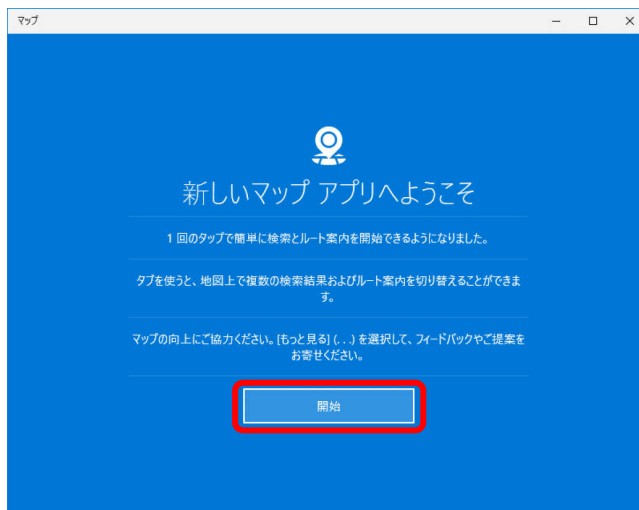 マップ
新しいマップ アプリへようこそ
1 回のタップで簡単に検索とルート案内を開始できるようになりました。
タブを使うと、地図上で複数の検索結果およびルート案内を切り替えることができま
す。
マップの向上にご協力ください。[もっと見る] (. . .) を選択して、フィードバックやご提案を
お寄せください。
開始